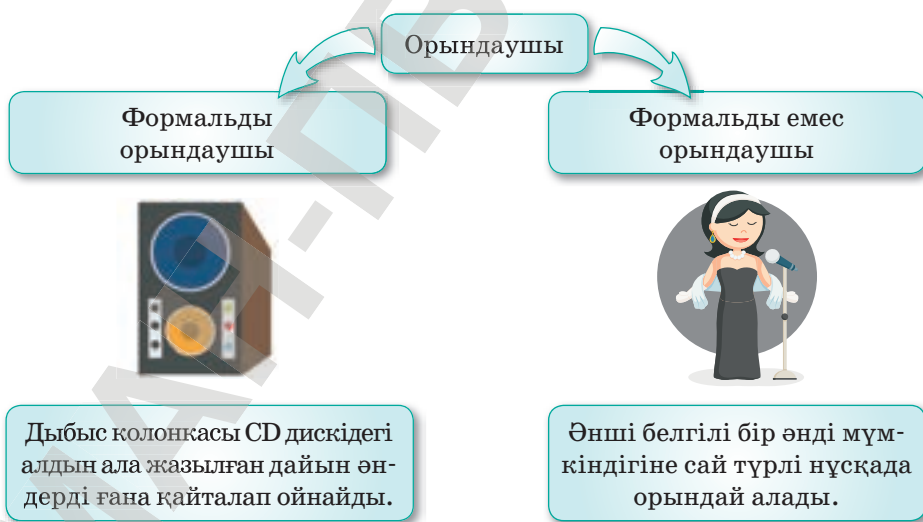 Орындаушы
Формальды
орындаушы
Формальды емес
орындаушы
Дыбыс колонкасы CD дискідегі
алдын ала жазылған дайын ән-
дерді ғана қайталап ойнайды.
Әнші белгілі бір әнді мүм-
кіндігіне сай түрлі нұсқада
орындай алады.